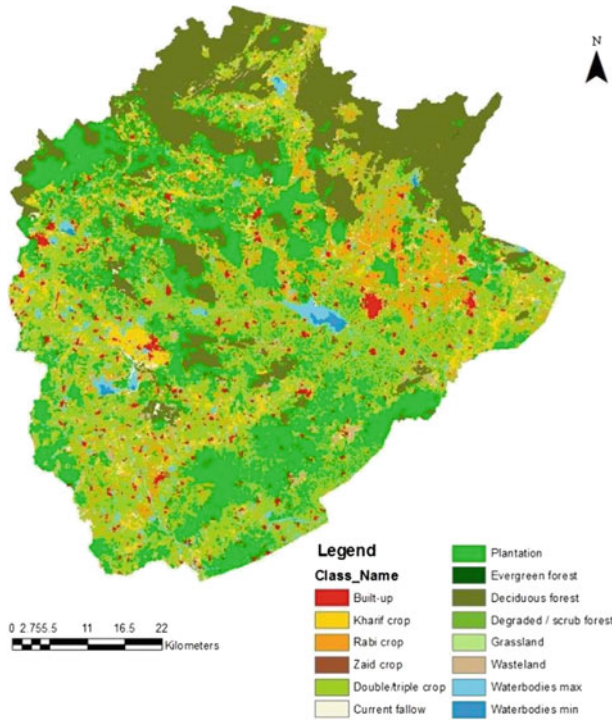 N
Legend
Class_Name
Built-up
Kharif crop
Rabi crop
Zaid crop
Double/triple crop
Current fallow
Plantation
Evergreen forest
Deciduous forest
Degraded / scrub forest
Grassland
Wasteland
Waterbodies max
Waterbodies min
0 2.755.5 11 16.5 22
Kilometers